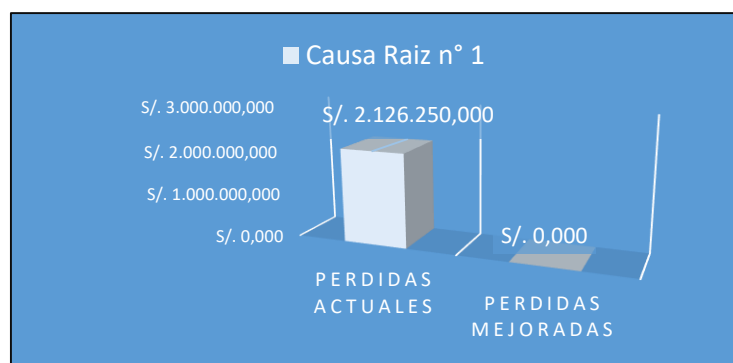 Causa Raiz n° 1
S/. 3.000.000,000
S/. 2.126.250,000
S/. 2.000.000,000
S/. 1.000.000,000
S/. 0,000
S/. 0,000
PERDIDAS
ACTUALES
PERDIDAS
MEJORADAS